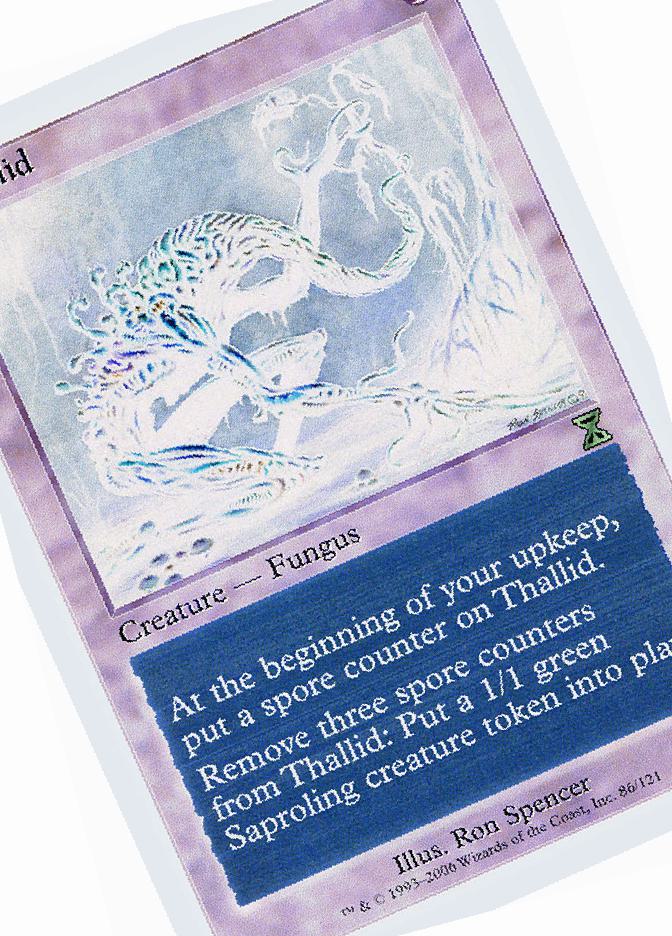 lid
Ron Spencer
Creature — Fungus
At the beginning of your upkeep,
put a spore counter on Thallid.
Remove three spore counters
from Thallid: Put a 1/1 green
Saproling creature token into pla
Illus. Ron Spencer
™ & © 1993–2006 Wizards of the Coast, Inc. 86/121